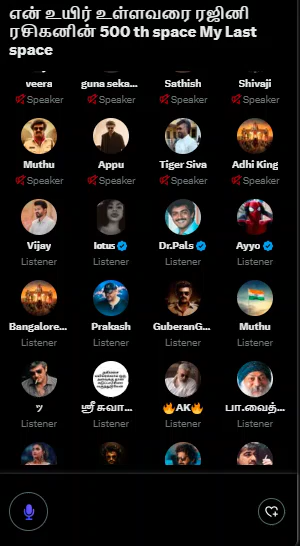 என் உயிர் உள்ளவரை ரஜினி
ரசிகனின் 500 th space My Last
space
veera guna seka... Sathish Shivaji
Speaker Speaker Speaker Speaker
Muthu Appu Tiger Siva Adhi King
Speaker Speaker Speaker Speaker
Vijay lotus Dr.Pals Ayyo
Listener Listener Listener Listener
Bangalore... Prakash GuberanG... Muthu
Listener Listener Listener Listener
ツ ஸ்ரீ சுவா... 🔥AK🔥 பா.வைத்...
Listener Listener Listener Listener